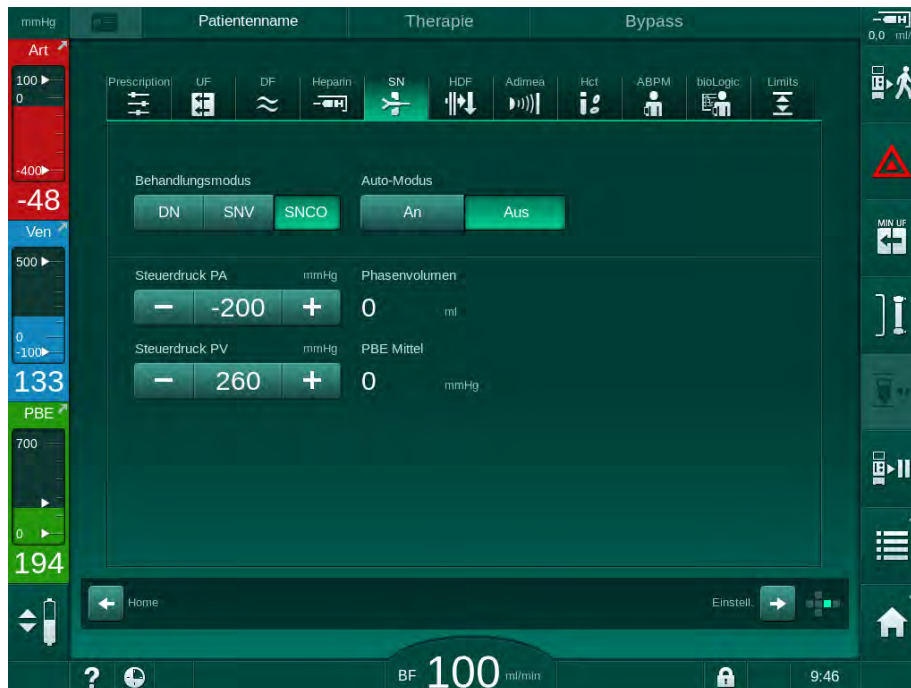 mmHg
Patientenname
Therapie
Bypass
0,0 ml/
Art
100
0
-400
-48
Ven
500
0
-100
133
PBE
700
0
194
Prescription
UF
DF
Heparin
SN
HDF
Adimea
Hct
ABPM
bioLogic
Limits
Behandlungsmodus
DN SNV SNCO
Auto-Modus
An Aus
Steuerdruck PA mmHg
− -200 +
Phasenvolumen
0 ml
Steuerdruck PV mmHg
− 260 +
PBE Mittel
0 mmHg
MIN UF
Home
Einstell.
? BF 100 ml/min 9:46